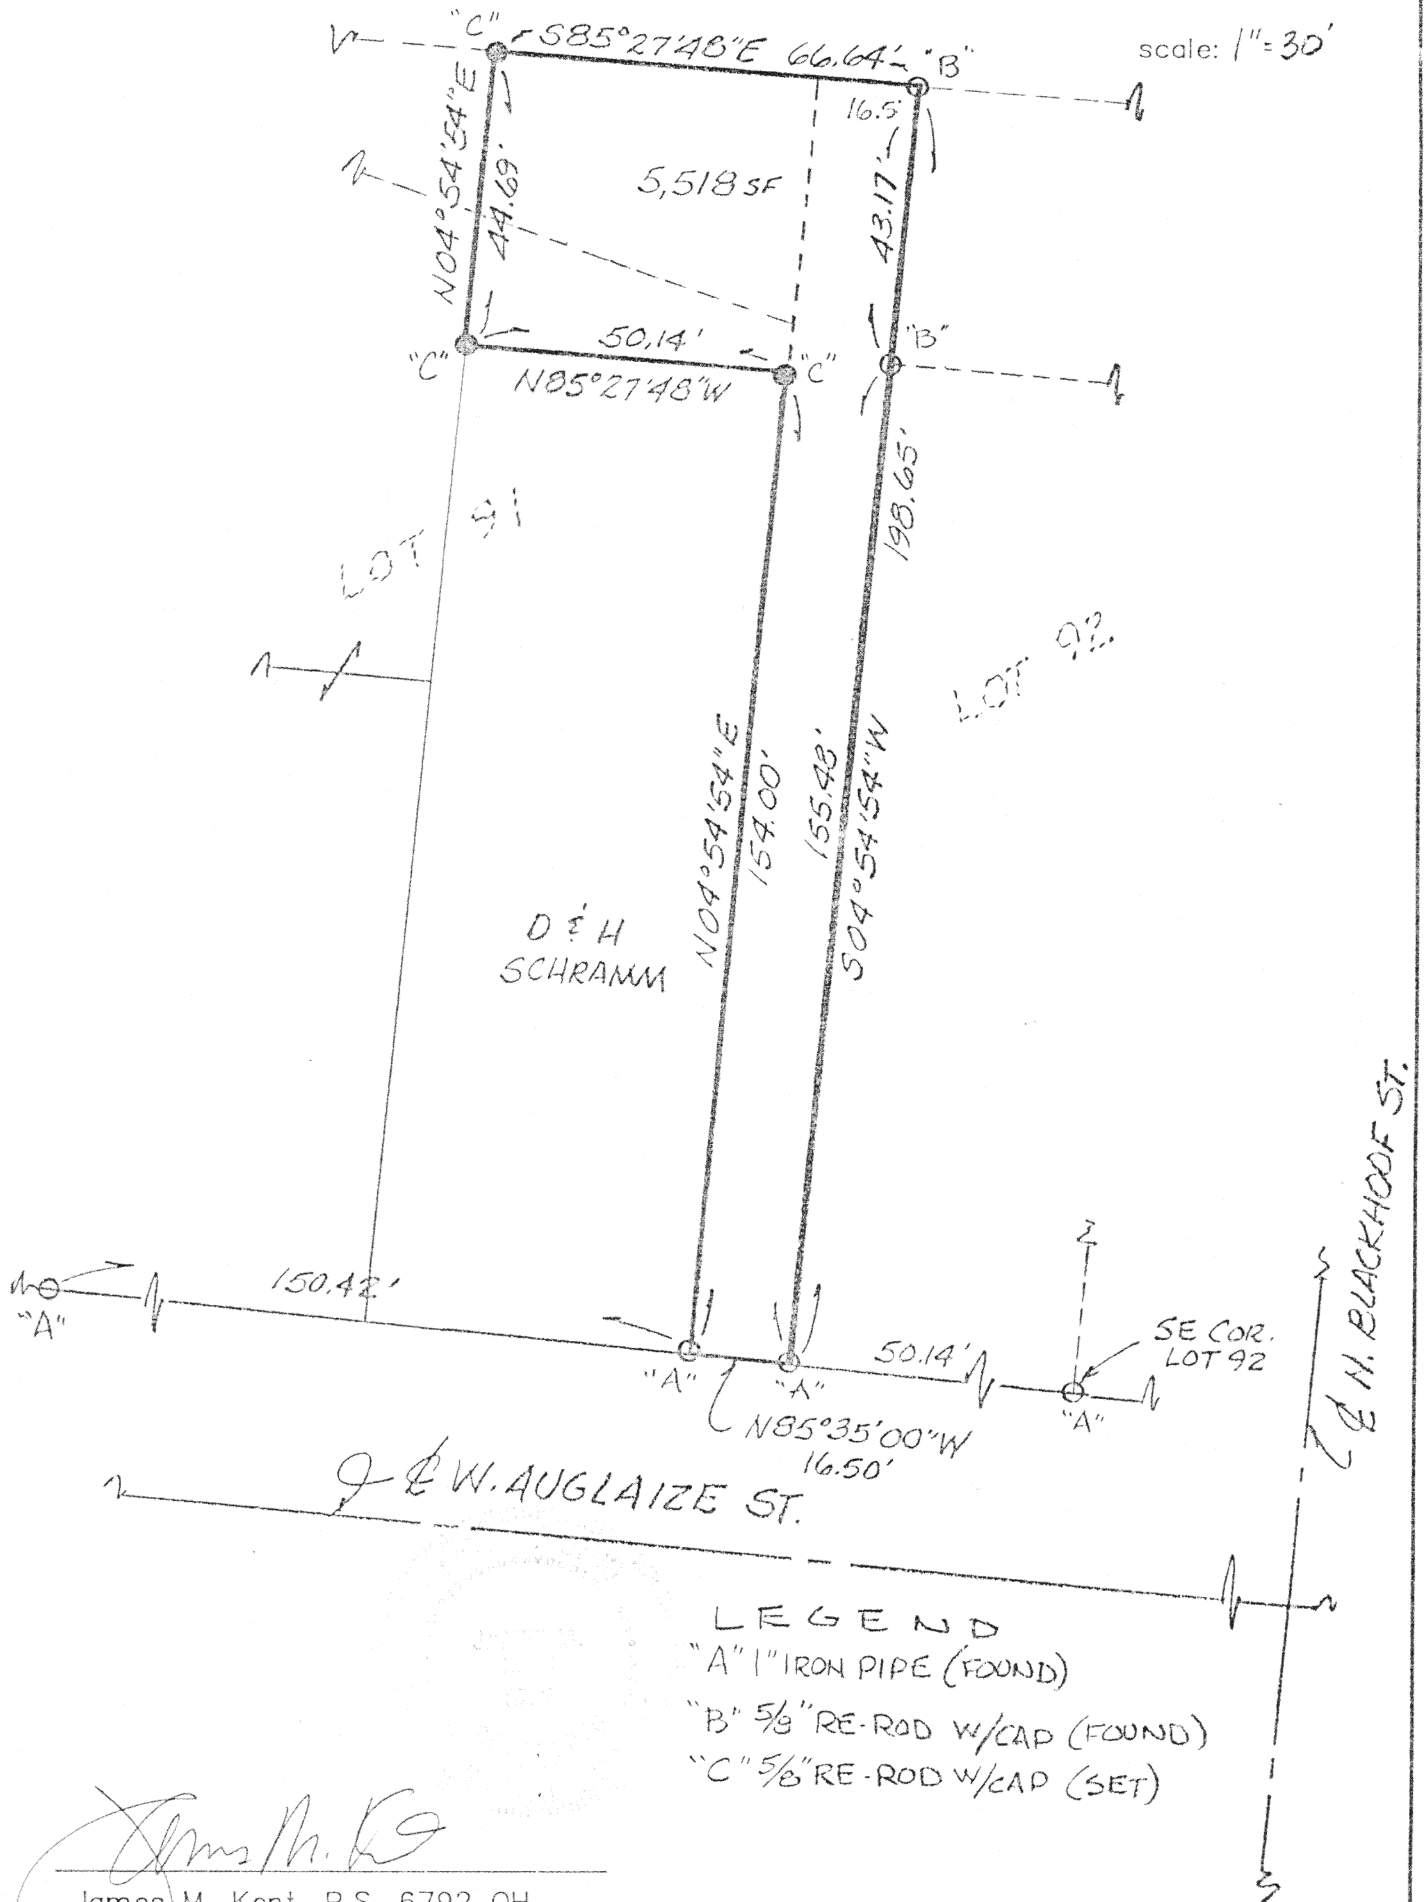 scale: 1"=30'
"C"
S85°27'48"E 66.64'
"B"
16.5'
N04°54'54"E
44.69'
5,518 SF
43.17'
"C"
50.14'
N85°27'48"W
"C"
"B"
198.65'
LOT 91
LOT 92
N04°54'54"E
154.00'
155.48'
S04°54'54"W
D & H
SCHRAMM
"A"
150.42'
"A"
"A"
50.14'
SE COR.
LOT 92
"A"
N85°35'00"W
16.50'
℄ W. AUGLAIZE ST.
℄ N. BLACKHOOF ST.
LEGEND
"A" 1" IRON PIPE (FOUND)
"B" 5/8" RE-ROD W/CAP (FOUND)
"C" 5/8" RE-ROD W/CAP (SET)
James M. Kent
James M. Kent, P.S. 6792 OH